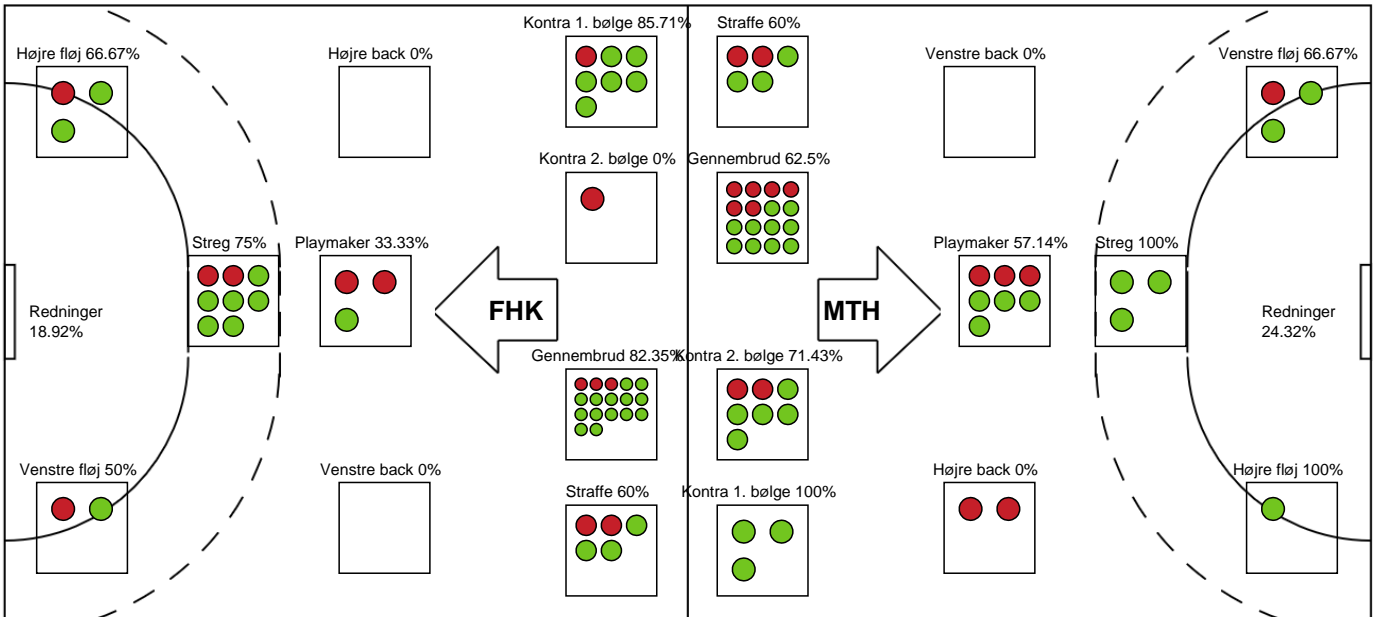 Kontra 1. bølge 85.71%
Straffe 60%
Højre fløj 66.67%
Højre back 0%
Venstre back 0%
Venstre fløj 66.67%
Kontra 2. bølge 0%
Gennembrud 62.5%
Streg 75%
Playmaker 33.33%
Playmaker 57.14%
Streg 100%
Redninger
18.92%
FHK
MTH
Redninger
24.32%
Gennembrud 82.35%
Kontra 2. bølge 71.43%
Venstre fløj 50%
Venstre back 0%
Højre back 0%
Højre fløj 100%
Straffe 60%
Kontra 1. bølge 100%